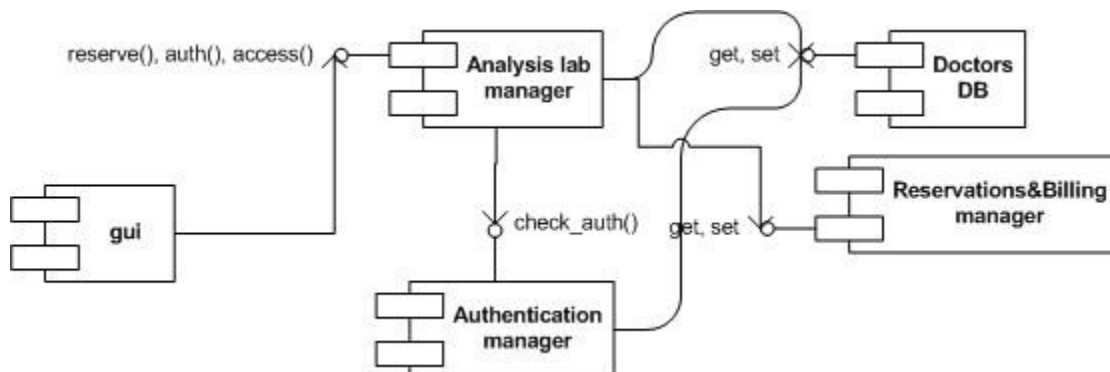 reserve(), auth(), access()
Analysis lab
manager
get, set
Doctors
DB
Reservations&Billing
manager
gui
check_auth()
get, set
Authentication
manager